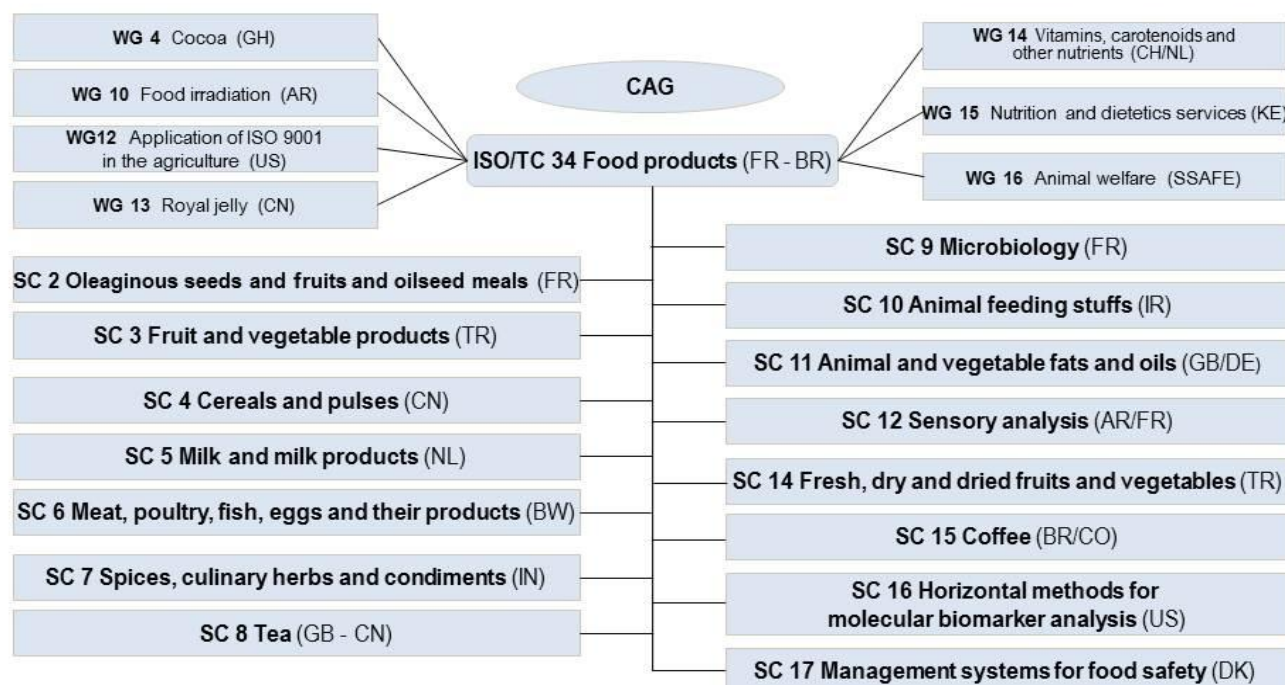 WG 4 Cocoa (GH)
WG 10 Food irradiation (AR)
WG12 Application of ISO 9001
in the agriculture (US)
WG 13 Royal jelly (CN)
CAG
ISO/TC 34 Food products (FR - BR)
WG 14 Vitamins, carotenoids and
other nutrients (CH/NL)
WG 15 Nutrition and dietetics services (KE)
WG 16 Animal welfare (SSAFE)
SC 2 Oleaginous seeds and fruits and oilseed meals (FR)
SC 3 Fruit and vegetable products (TR)
SC 4 Cereals and pulses (CN)
SC 5 Milk and milk products (NL)
SC 6 Meat, poultry, fish, eggs and their products (BW)
SC 7 Spices, culinary herbs and condiments (IN)
SC 8 Tea (GB - CN)
SC 9 Microbiology (FR)
SC 10 Animal feeding stuffs (IR)
SC 11 Animal and vegetable fats and oils (GB/DE)
SC 12 Sensory analysis (AR/FR)
SC 14 Fresh, dry and dried fruits and vegetables (TR)
SC 15 Coffee (BR/CO)
SC 16 Horizontal methods for
molecular biomarker analysis (US)
SC 17 Management systems for food safety (DK)